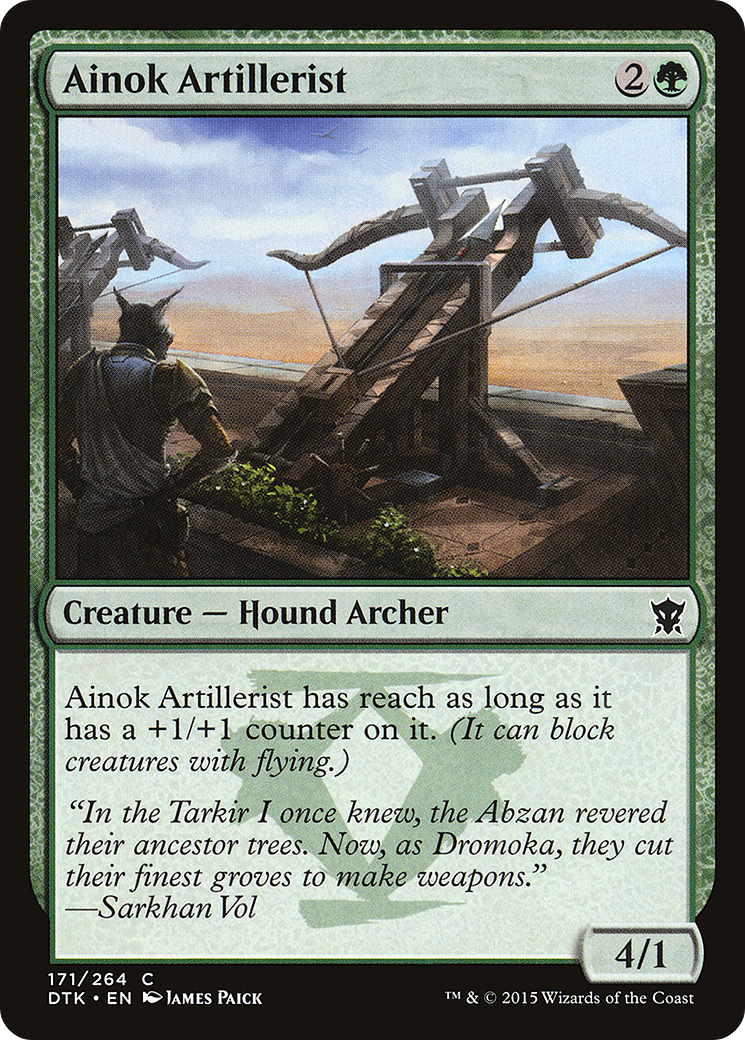 Ainok Artillerist 2
Creature — Hound Archer
Ainok Artillerist has reach as long as it
has a +1/+1 counter on it. (It can block
creatures with flying.)
“In the Tarkir I once knew, the Abzan revered
their ancestor trees. Now, as Dromoka, they cut
their finest groves to make weapons.”
—Sarkhan Vol
4/1
171/264 C
DTK • EN James Paick
™ & © 2015 Wizards of the Coast